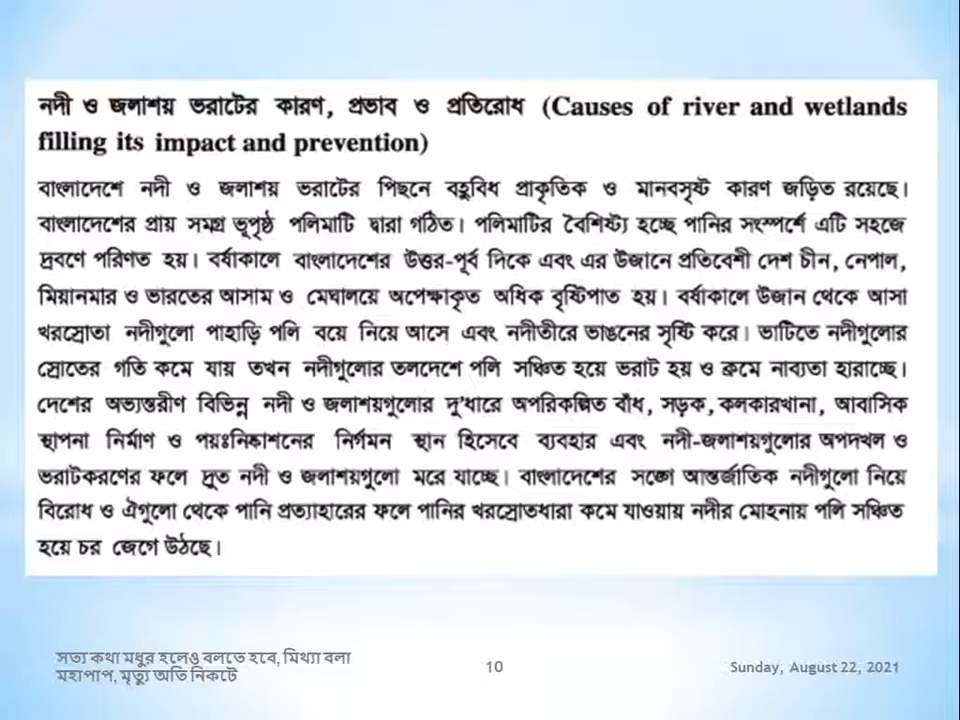 নদী ও জলাশয় ভরাটের কারণ, প্রভাব ও প্রতিরোধ (Causes of river and wetlands
filling its impact and prevention)
বাংলাদেশে নদী ও জলাশয় ভরাটের পিছনে বহুবিধ প্রাকৃতিক ও মানবসৃষ্ট কারণ জড়িত রয়েছে।
বাংলাদেশের প্রায় সমগ্র ভূপৃষ্ঠ পলিমাটি দ্বারা গঠিত। পলিমাটির বৈশিষ্ট্য হচ্ছে পানির সংস্পর্শে এটি সহজে
দ্রবণে পরিণত হয়। বর্ষাকালে বাংলাদেশের উত্তর-পূর্ব দিকে এবং এর উজানে প্রতিবেশী দেশ চীন, নেপাল,
মিয়ানমার ও ভারতের আসাম ও মেঘালয়ে অপেক্ষাকৃত অধিক বৃষ্টিপাত হয়। বর্ষাকালে উজান থেকে আসা
খরস্রোতা নদীগুলো পাহাড়ি পলি বয়ে নিয়ে আসে এবং নদীতীরে ভাঙনের সৃষ্টি করে। ভাটিতে নদীগুলোর
স্রোতের গতি কমে যায় তখন নদীগুলোর তলদেশে পলি সঞ্চিত হয়ে ভরাট হয় ও ক্রমে নাব্যতা হারাচ্ছে।
দেশের অভ্যন্তরীণ বিভিন্ন নদী ও জলাশয়গুলোর দু'ধারে অপরিকল্পিত বাঁধ, সড়ক, কলকারখানা, আবাসিক
স্থাপনা নির্মাণ ও পয়ঃনিকাশনের নির্গমন স্থান হিসেবে ব্যবহার এবং নদী-জলাশয়গুলোর অপদখল ও
ভরাটকরণের ফলে দ্রুত নদী ও জলাশয়গুলো মরে যাচ্ছে। বাংলাদেশের সঙ্গে আন্তর্জাতিক নদীগুলো নিয়ে
বিরোধ ও ঐগুলো থেকে পানি প্রত্যাহারের ফলে পানির খরস্রোতধারা কমে যাওয়ায় নদীর মোহনায় পলি সঞ্চিত
হয়ে চর জেগে উঠছে।
সত্য কথা মধুর হলেও বলতে হবে, মিথ্যা বলা
মহাপাপ, মৃত্যু অতি নিকটে
10
Sunday, August 22, 2021